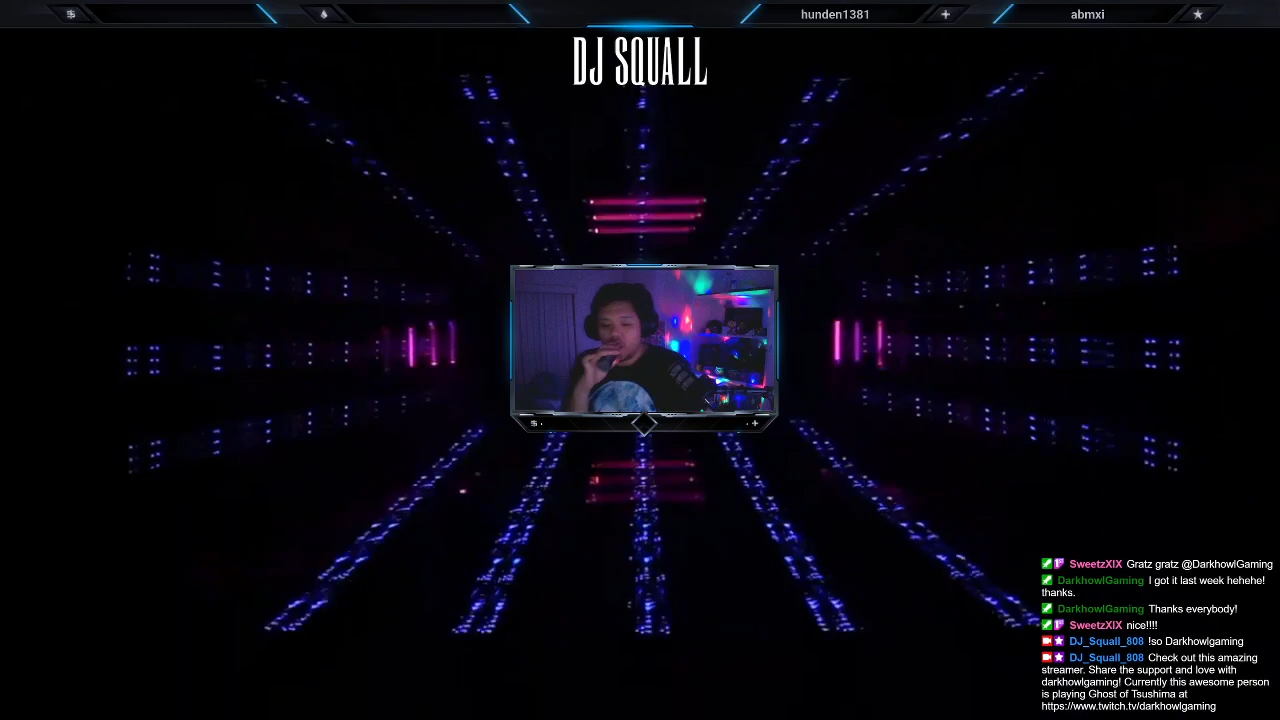 hunden1381
abmxi
DJ SQUALL
SweetzXIX Gratz gratz @DarkhowlGaming
DarkhowlGaming I got it last week hehehe!
thanks.
DarkhowlGaming Thanks everybody!
SweetzXIX nice!!!!
DJ_Squall_808 !so Darkhowlgaming
DJ_Squall_808 Check out this amazing
streamer. Share the support and love with
darkhowlgaming! Currently this awesome person
is playing Ghost of Tsushima at
https://www.twitch.tv/darkhowlgaming